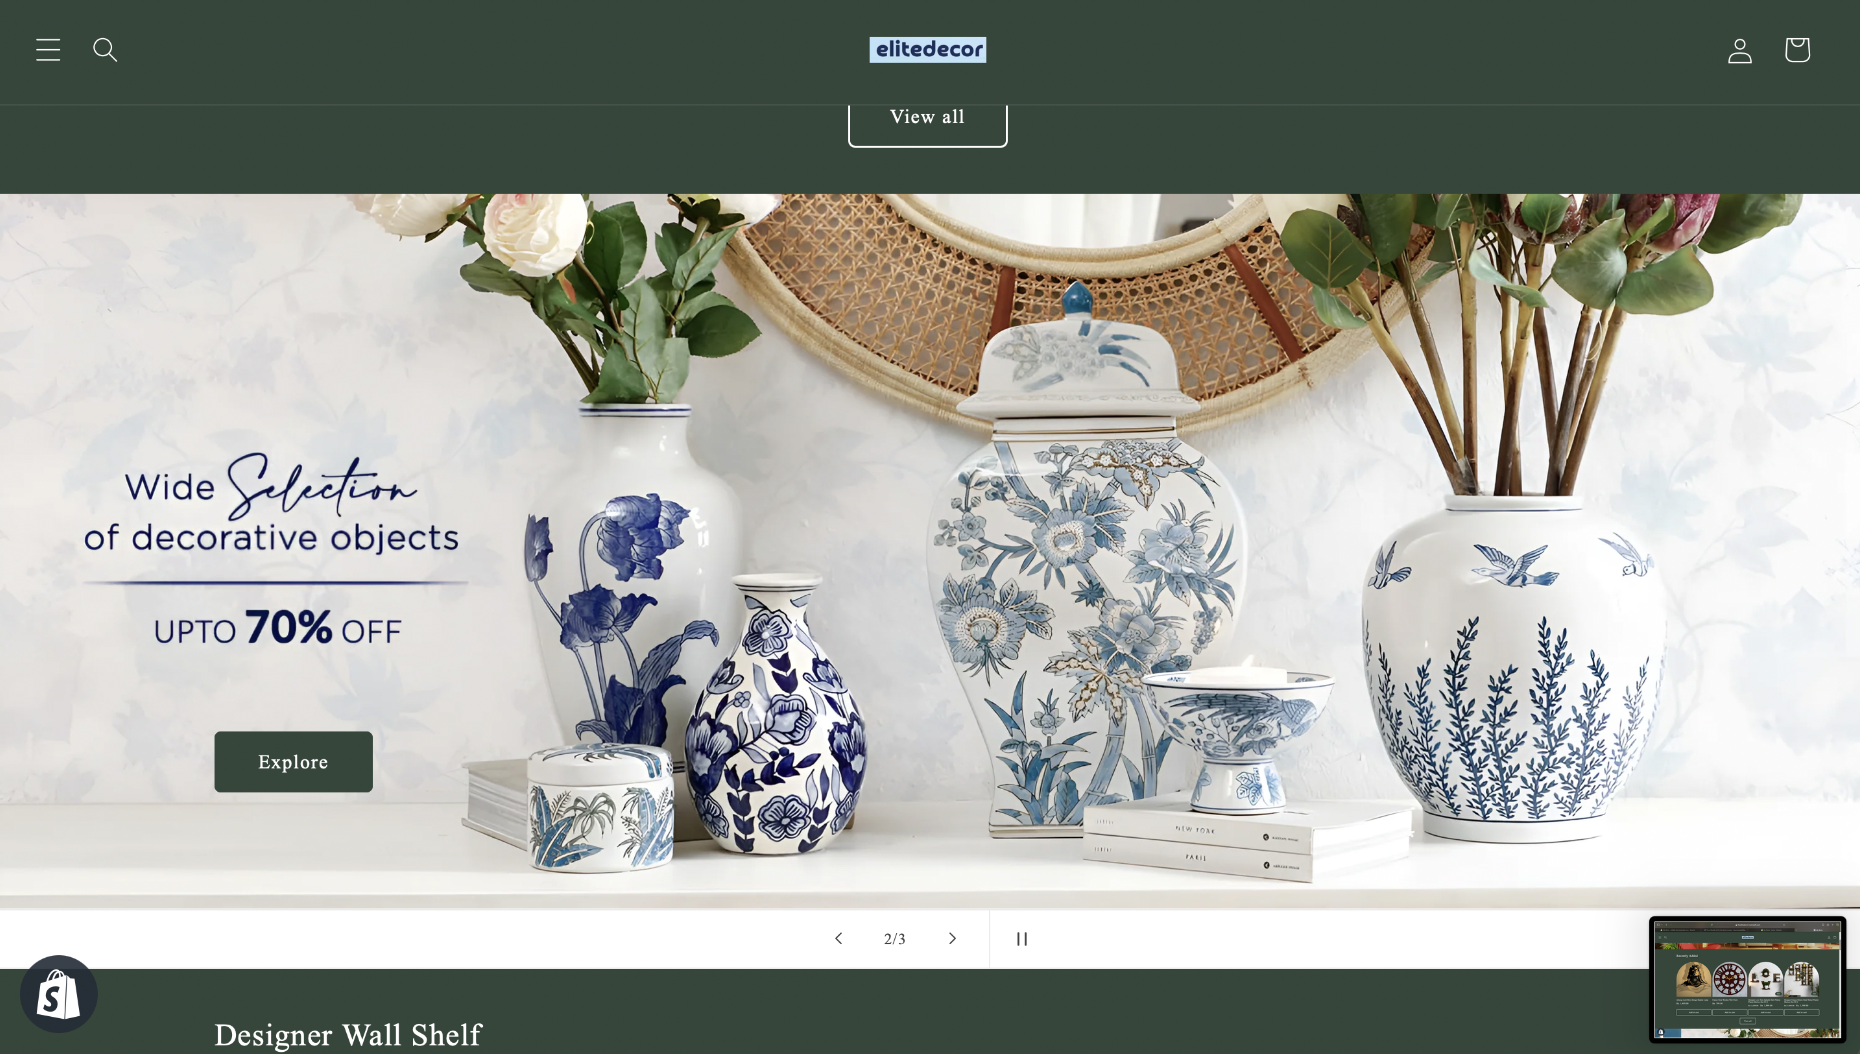 elitedecor
View all
Wide Selection
of decorative objects
UPTO 70% OFF
Explore
NEW YORK
PARIS
2/3
Designer Wall Shelf